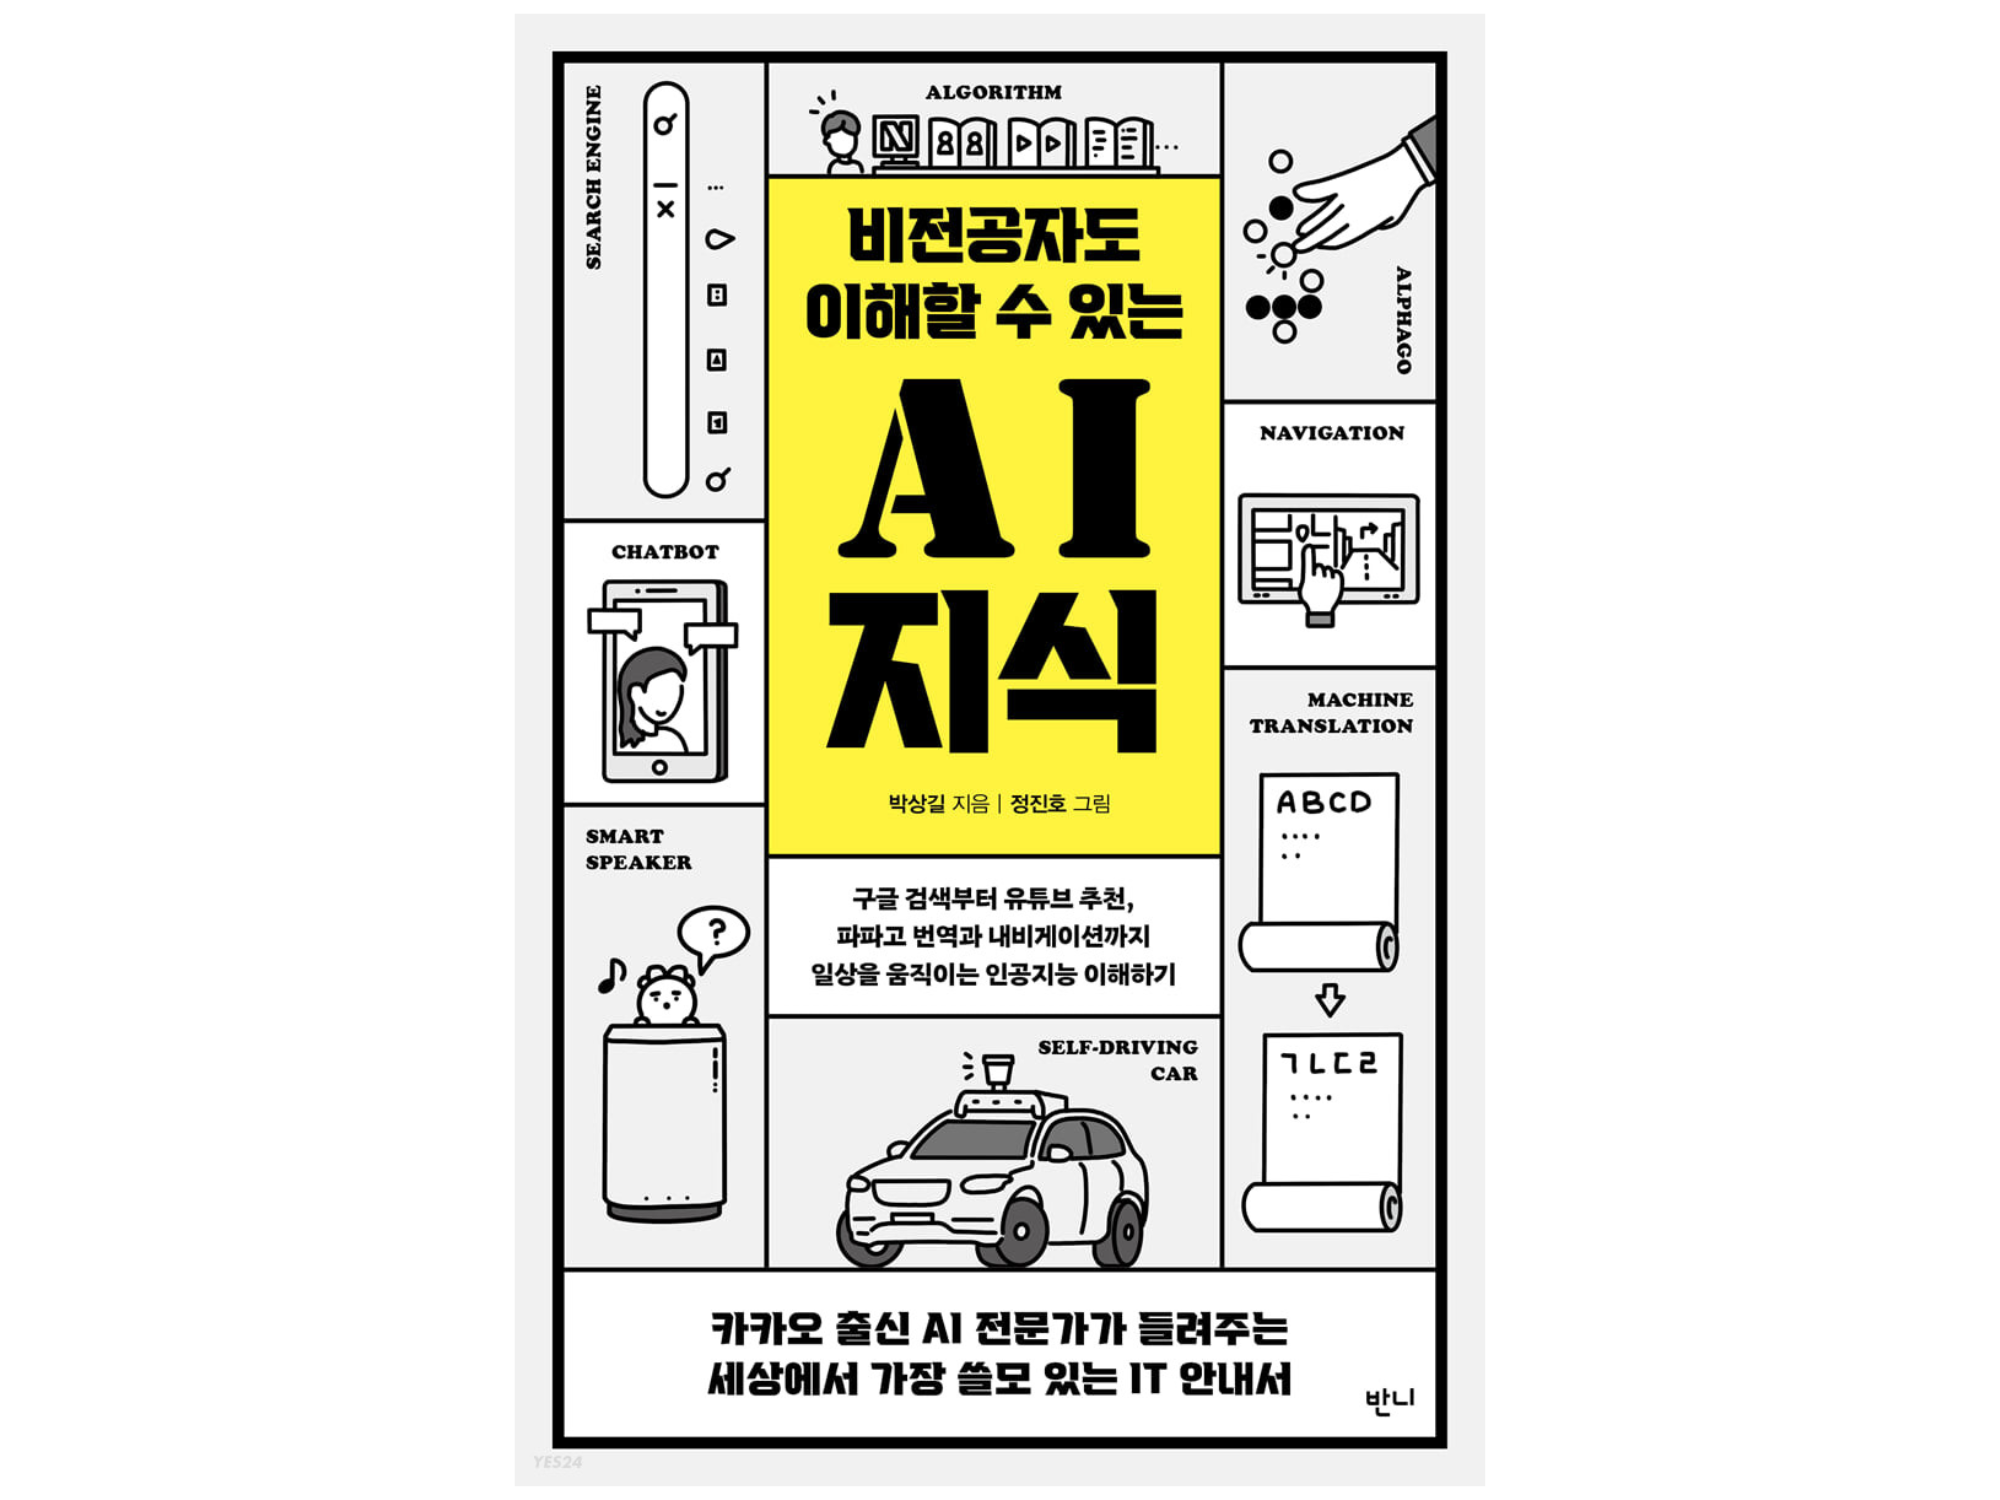 SEARCH ENGINE
ALGORITHM
N
ALPHAGO
비전공자도
이해할 수 있는
AI
지식
박상길 지음 | 정진호 그림
CHATBOT
NAVIGATION
MACHINE
TRANSLATION
ABCD
ㄱㄴㄷㄹ
SMART
SPEAKER
?
구글 검색부터 유튜브 추천,
파파고 번역과 내비게이션까지
일상을 움직이는 인공지능 이해하기
SELF-DRIVING
CAR
카카오 출신 AI 전문가가 들려주는
세상에서 가장 쓸모 있는 IT 안내서
반니
YES24